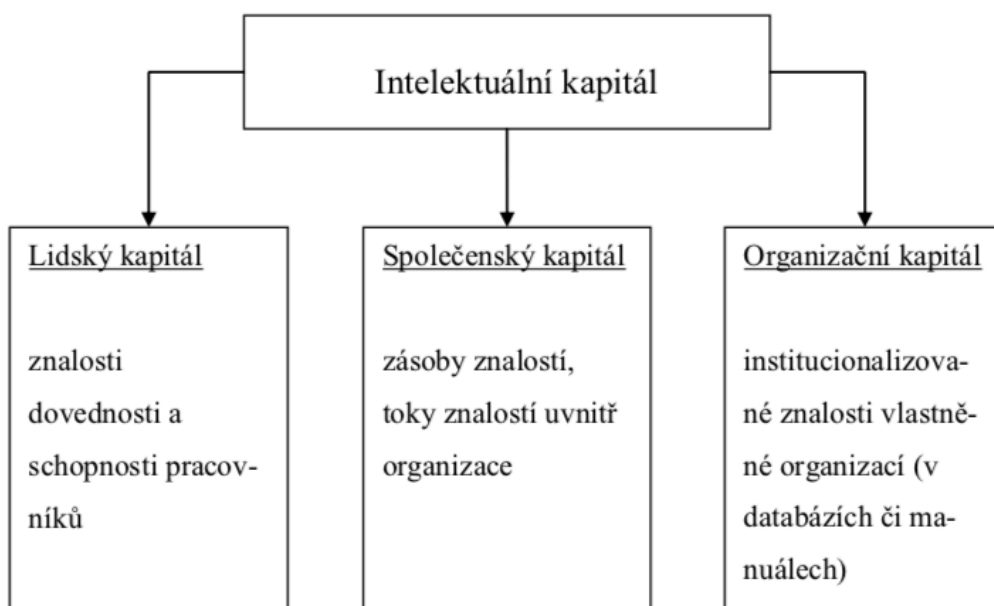 Intelektuální kapitál
Lidský kapitál
znalosti
dovednosti a
schopnosti pracov-
níků
Společenský kapitál
zásoby znalostí,
toky znalostí uvnitř
organizace
Organizační kapitál
institucionalizova-
né znalosti vlastně-
né organizací (v
databázích či ma-
nuálech)